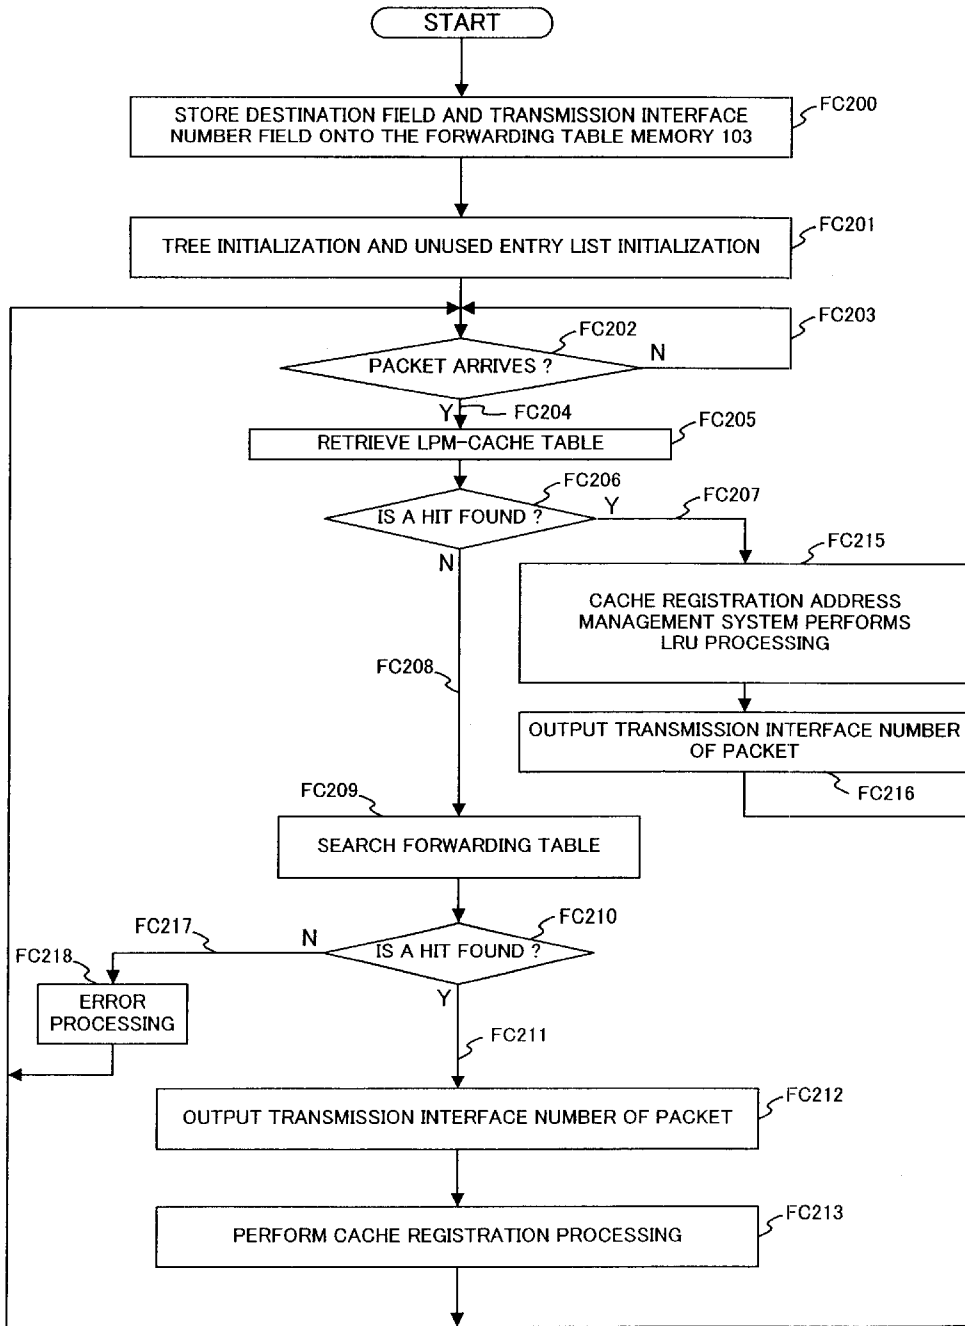 START
STORE DESTINATION FIELD AND TRANSMISSION INTERFACE
NUMBER FIELD ONTO THE FORWARDING TABLE MEMORY 103
FC200
TREE INITIALIZATION AND UNUSED ENTRY LIST INITIALIZATION
FC201
FC203
FC202
PACKET ARRIVES ?
N
Y
FC204
FC205
RETRIEVE LPM-CACHE TABLE
FC206
FC207
IS A HIT FOUND ?
Y
N
FC215
CACHE REGISTRATION ADDRESS
MANAGEMENT SYSTEM PERFORMS
LRU PROCESSING
FC208
OUTPUT TRANSMISSION INTERFACE NUMBER
OF PACKET
FC216
FC209
SEARCH FORWARDING TABLE
FC210
FC217
N
IS A HIT FOUND ?
Y
FC218
ERROR
PROCESSING
FC211
FC212
OUTPUT TRANSMISSION INTERFACE NUMBER OF PACKET
FC213
PERFORM CACHE REGISTRATION PROCESSING